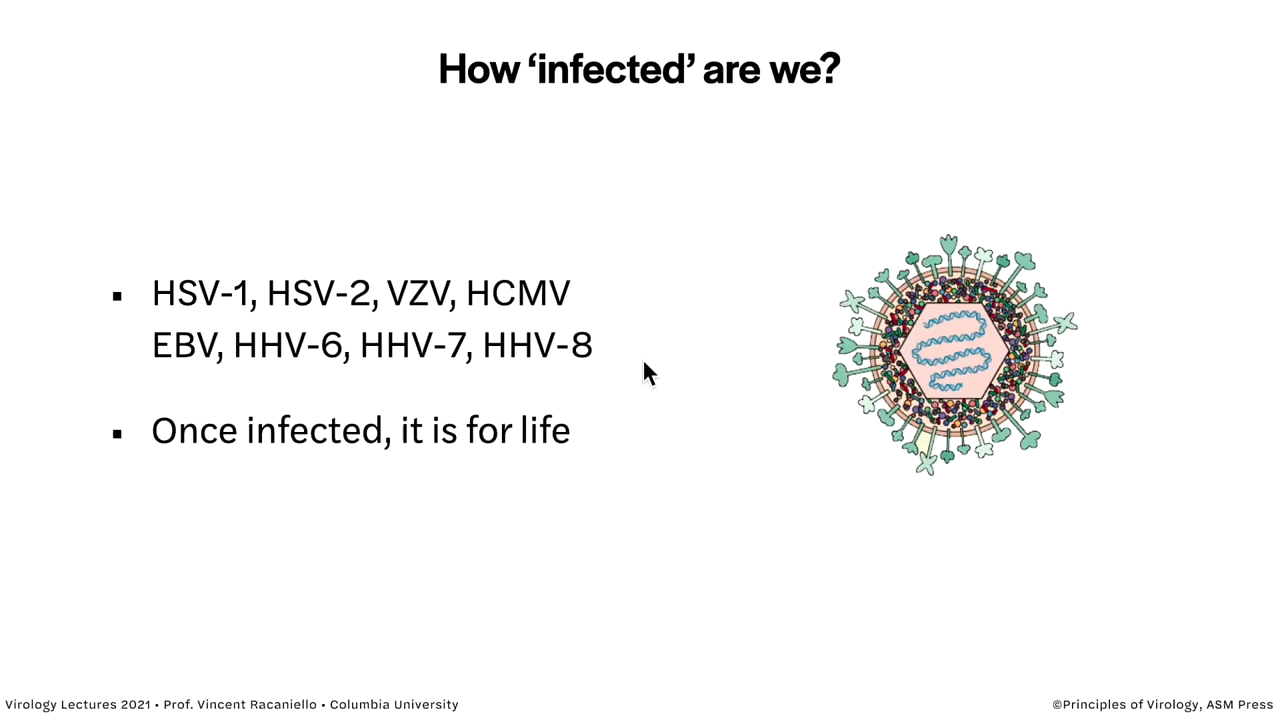 How ‘infected’ are we?
▪ HSV-1, HSV-2, VZV, HCMV
EBV, HHV-6, HHV-7, HHV-8
▪ Once infected, it is for life
Virology Lectures 2021 • Prof. Vincent Racaniello • Columbia University
©Principles of Virology, ASM Press